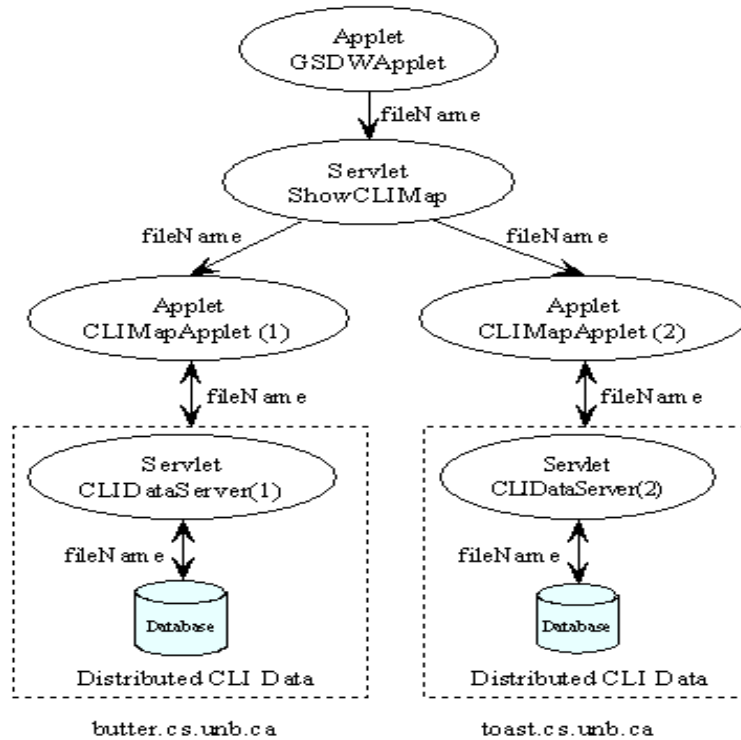 Applet
GSDWApplet
fileName
Servlet
ShowCLIMap
fileName
fileName
Applet
CLIMapApplet (1)
Applet
CLIMapApplet (2)
fileName
fileName
Servlet
CLIDataServer(1)
Servlet
CLIDataServer(2)
fileName
fileName
Database
Database
Distributed CLI Data
Distributed CLI Data
butter.cs.unb.ca
toast.cs.unb.ca